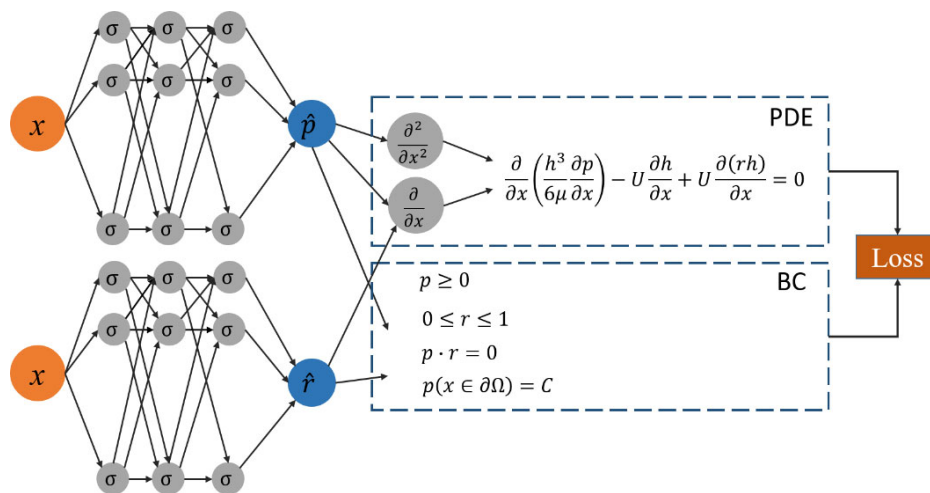 σ σ σ
σ σ σ
x
p̂
σ σ σ
PDE
∂²/∂x²
∂/∂x
∂/∂x (h³/6μ ∂p/∂x) − U ∂h/∂x + U ∂(rh)/∂x = 0
Loss
BC
p ≥ 0
0 ≤ r ≤ 1
p · r = 0
p(x ∈ ∂Ω) = C
σ σ σ
σ σ σ
x
r̂
σ σ σ